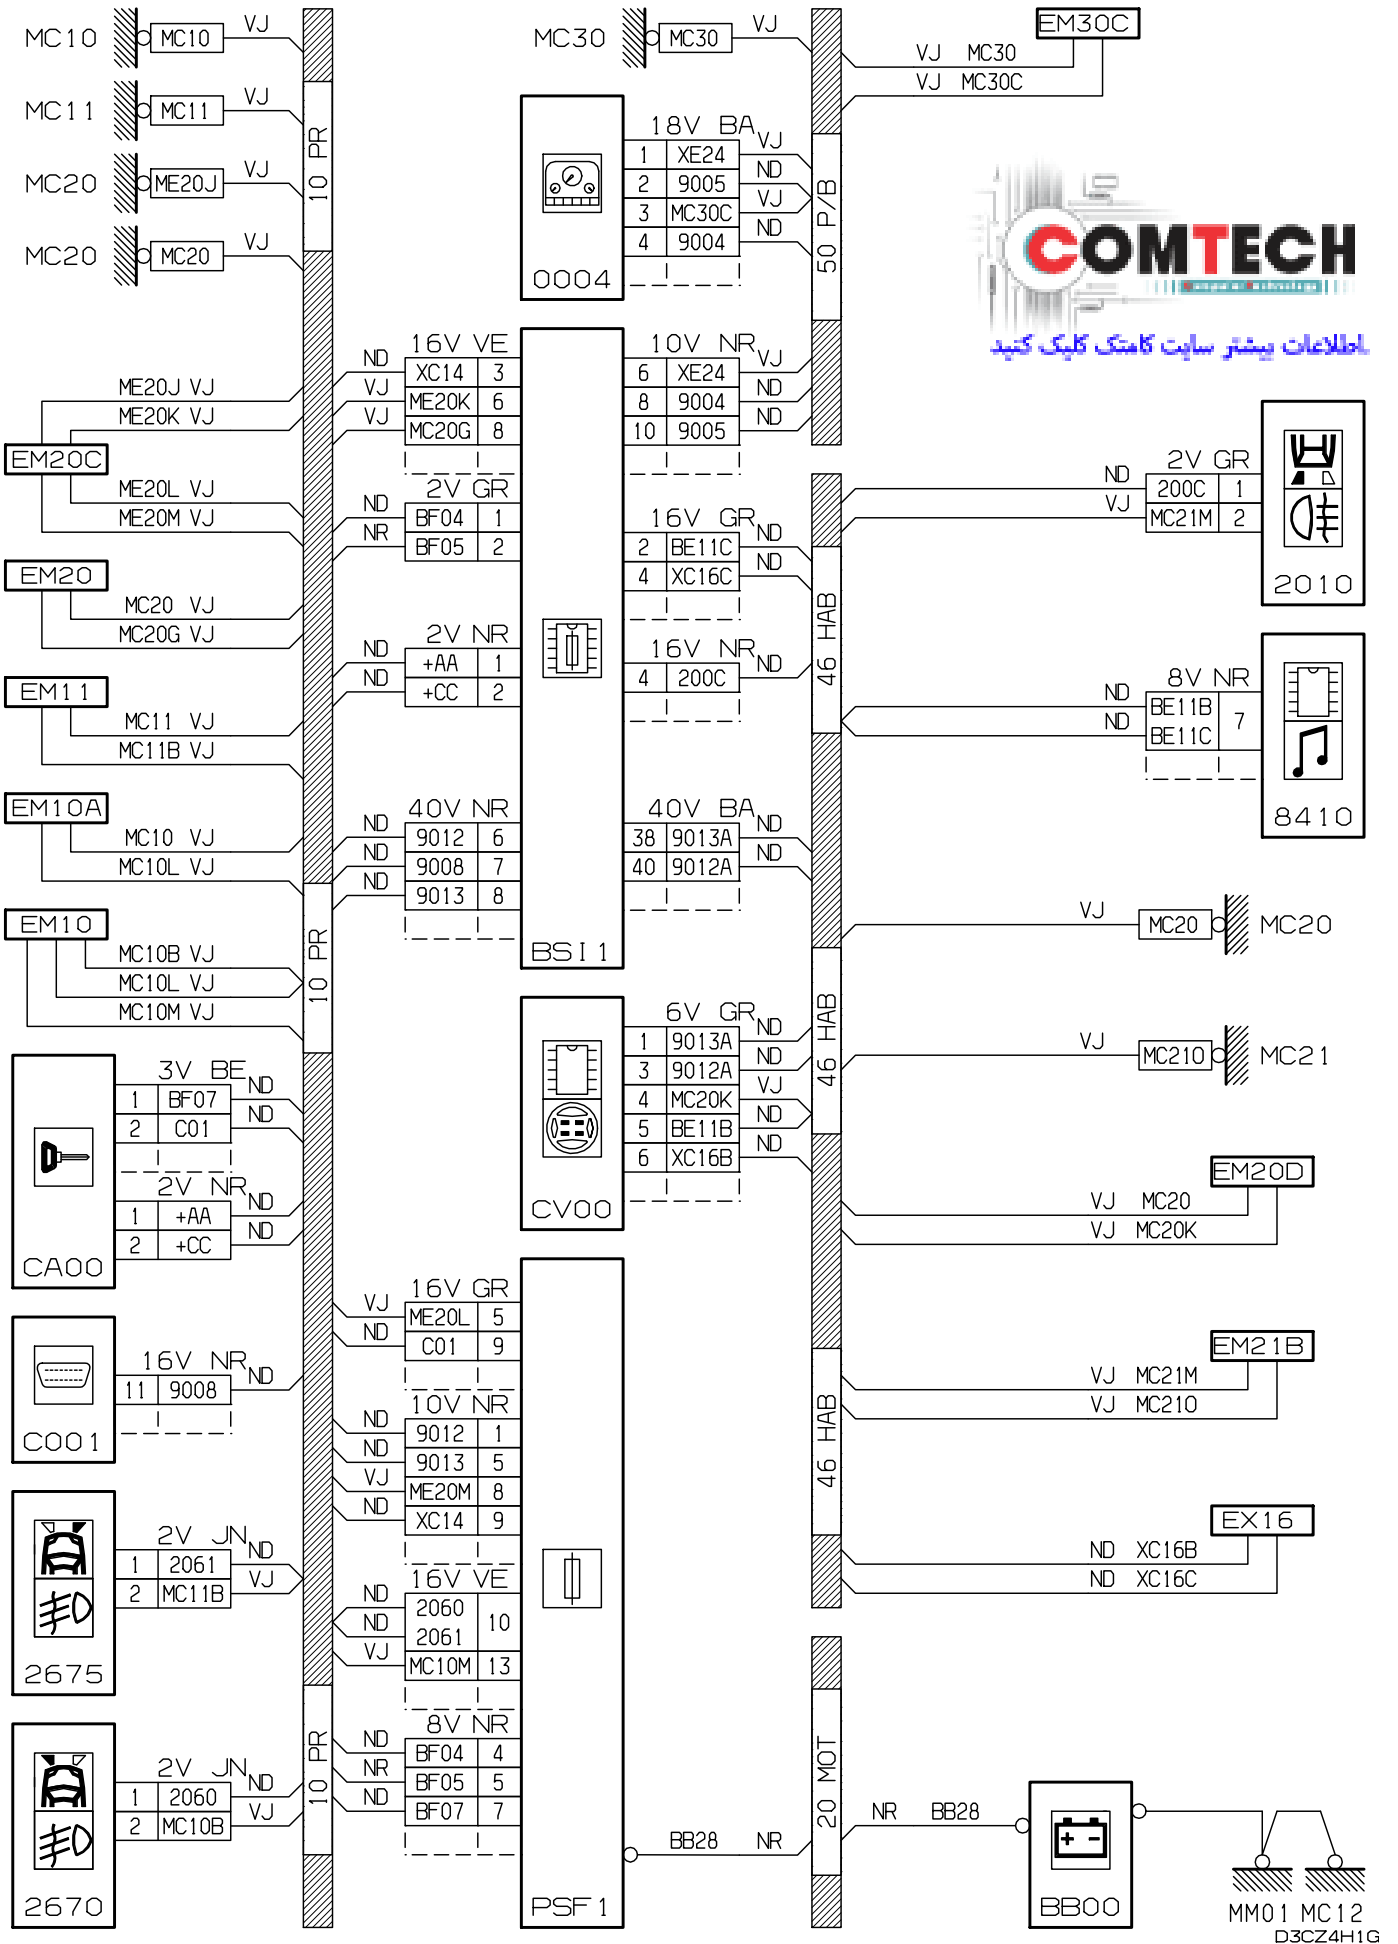 MC10 MC10 VJ
MC11 MC11 VJ
MC20 ME20J VJ
MC20 MC20 VJ
10 PR
ME20J VJ
ME20K VJ
EM20C
ME20L VJ
ME20M VJ
EM20
MC20 VJ
MC20G VJ
EM11
MC11 VJ
MC11B VJ
EM10A
MC10 VJ
MC10L VJ
EM10
MC10B VJ
MC10L VJ
MC10M VJ
10 PR
3V BE
1 BF07 ND
2 C01 ND
2V NR
1 +AA ND
2 +CC ND
CA00
16V NR
11 9008 ND
C001
2V JN
1 2061 ND
2 MC11B VJ
2675
2V JN
1 2060 ND
2 MC10B VJ
2670
10 PR
MC30 MC30 VJ
18V BA
1 XE24 VJ
2 9005 ND
3 MC30C VJ
4 9004 ND
0004
16V VE
ND XC14 3
VJ ME20K 6
VJ MC20G 8
2V GR
ND BF04 1
NR BF05 2
2V NR
ND +AA 1
ND +CC 2
40V NR
ND 9012 6
ND 9008 7
ND 9013 8
10V NR
6 XE24 VJ
8 9004 ND
10 9005 ND
16V GR
2 BE11C ND
4 XC16C ND
16V NR
4 200C ND
40V BA
38 9013A ND
40 9012A ND
BSI1
6V GR
1 9013A ND
3 9012A ND
4 MC20K VJ
5 BE11B ND
6 XC16B ND
CV00
16V GR
VJ ME20L 5
ND C01 9
10V NR
ND 9012 1
ND 9013 5
VJ ME20M 8
ND XC14 9
16V VE
ND 2060 10
ND 2061
VJ MC10M 13
8V NR
ND BF04 4
NR BF05 5
ND BF07 7
PSF1
BB28 NR
50 P/B
46 HAB
46 HAB
46 HAB
20 MOT
EM30C
VJ MC30
VJ MC30C
COMTECH
Computer Technology
اطلاعات بیشتر سایت کامتک کلیک کنید
2V GR
ND 200C 1
VJ MC21M 2
2010
8V NR
ND BE11B 7
ND BE11C
8410
VJ MC20 MC20
VJ MC21O MC21
EM20D
VJ MC20
VJ MC20K
EM21B
VJ MC21M
VJ MC21O
EX16
ND XC16B
ND XC16C
NR BB28
+ -
BB00
MM01 MC12
D3CZ4H1G